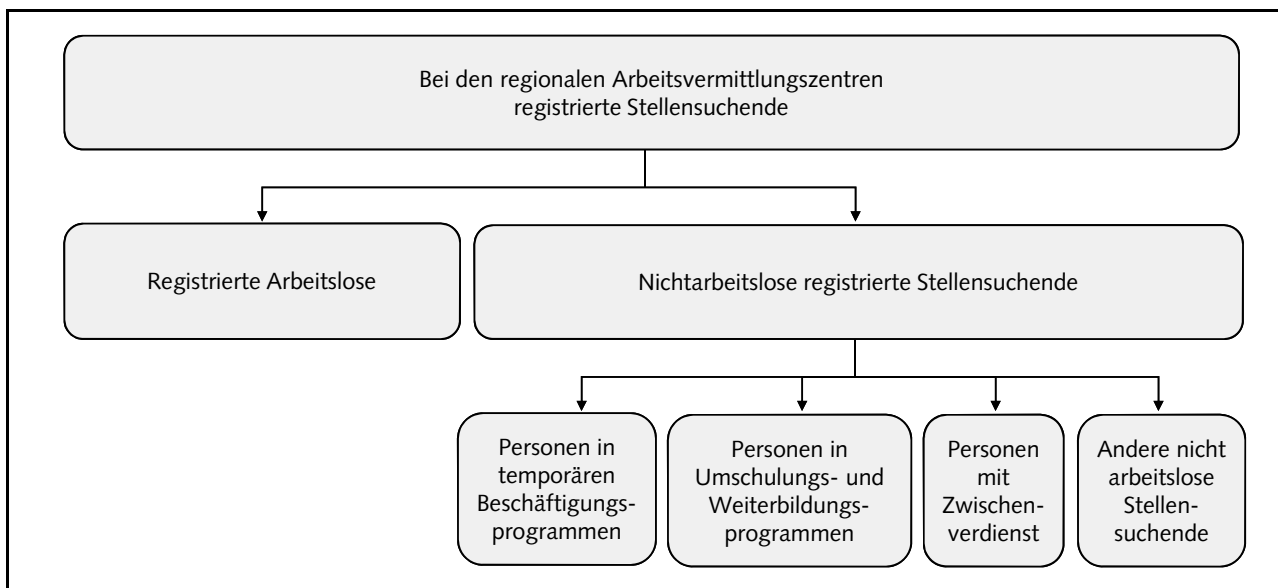 Bei den regionalen Arbeitsvermittlungszentren
registrierte Stellensuchende
Registrierte Arbeitslose
Nichtarbeitslose registrierte Stellensuchende
Personen in
temporären
Beschäftigungs-
programmen
Personen in
Umschulungs- und
Weiterbildungs-
programmen
Personen
mit
Zwischen-
verdienst
Andere nicht
arbeitslose
Stellen-
suchende